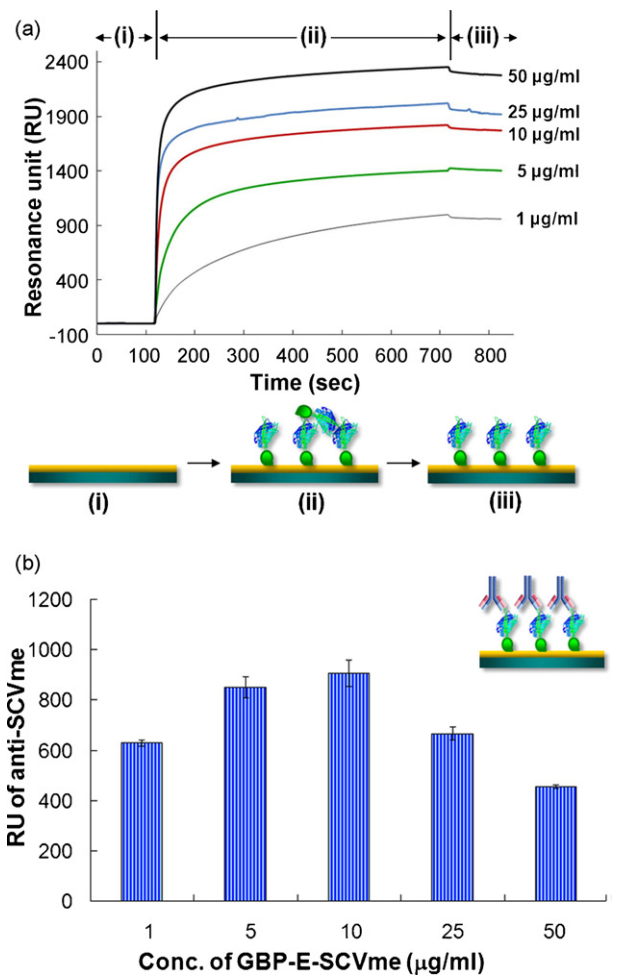 (a)
(i) (ii) (iii)
Resonance unit (RU)
2400
1900
1400
900
400
-100
50 µg/ml
25 µg/ml
10 µg/ml
5 µg/ml
1 µg/ml
0 100 200 300 400 500 600 700 800
Time (sec)
(i) (ii) (iii)
(b)
RU of anti-SCVme
1200
1000
800
600
400
200
0
1 5 10 25 50
Conc. of GBP-E-SCVme (µg/ml)